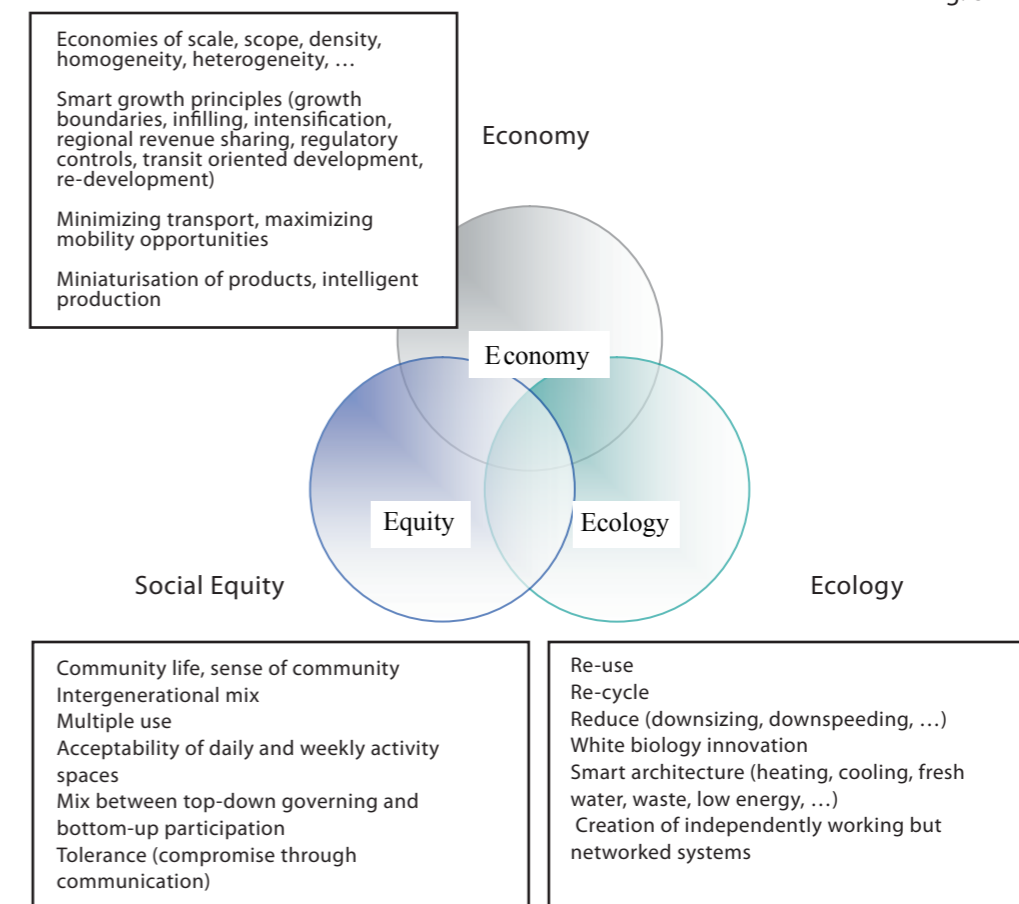 Economies of scale, scope, density,
homogeneity, heterogeneity, …
Smart growth principles (growth
boundaries, infilling, intensification,
regional revenue sharing, regulatory
controls, transit oriented development,
re-development)
Minimizing transport, maximizing
mobility opportunities
Miniaturisation of products, intelligent
production
Economy
Economy
Equity
Ecology
Social Equity
Ecology
Community life, sense of community
Intergenerational mix
Multiple use
Acceptability of daily and weekly activity
spaces
Mix between top-down governing and
bottom-up participation
Tolerance (compromise through
communication)
Re-use
Re-cycle
Reduce (downsizing, downspeeding, …)
White biology innovation
Smart architecture (heating, cooling, fresh
water, waste, low energy, …)
Creation of independently working but
networked systems